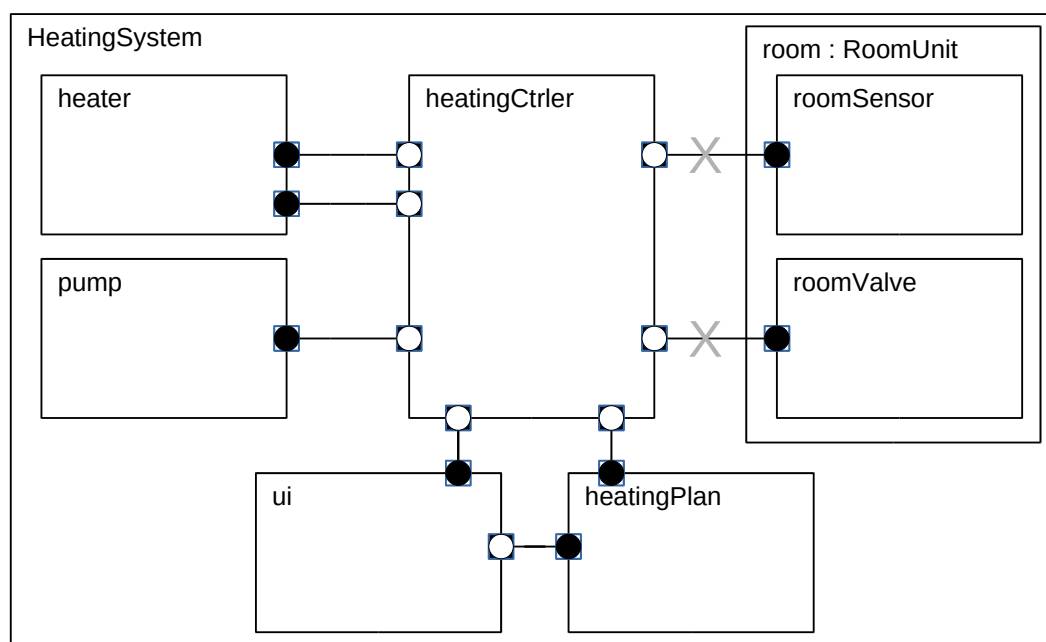 HeatingSystem
room : RoomUnit
heater
heatingCtrler
roomSensor
X
pump
roomValve
X
ui
heatingPlan